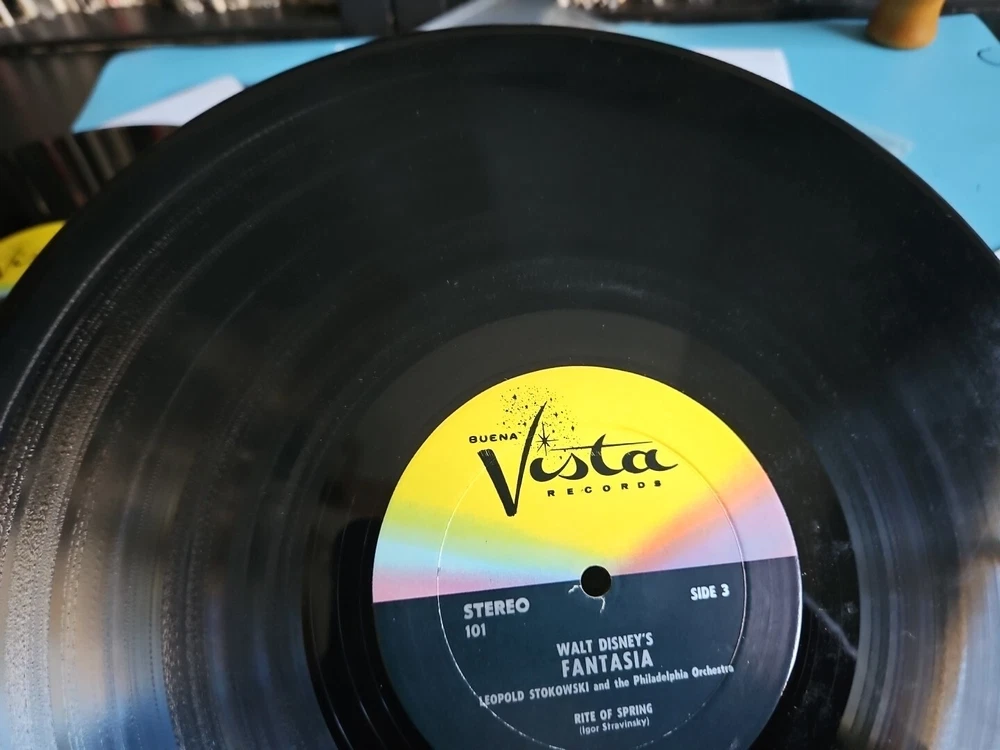 BUENA
Vista
RECORDS
STEREO
SIDE 3
101
WALT DISNEY'S
FANTASIA
LEOPOLD STOKOWSKI and the Philadelphia Orchestra
RITE OF SPRING
(Igor Stravinsky)